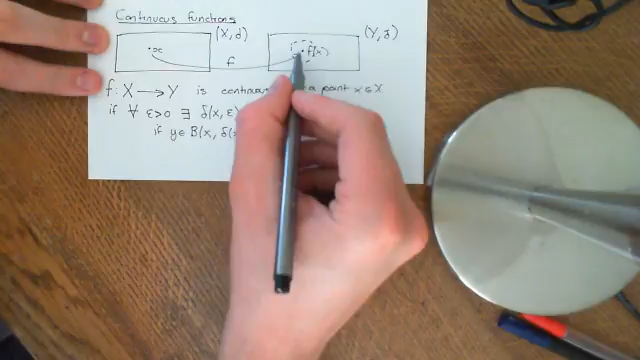 Continuous functions
(X, d) (Y, d̃)
x f f(x)
f: X → Y is continuous a point x ∈ X
if ∀ ε>0 ∃ δ(x, ε)
if y ∈ B(x, δ(